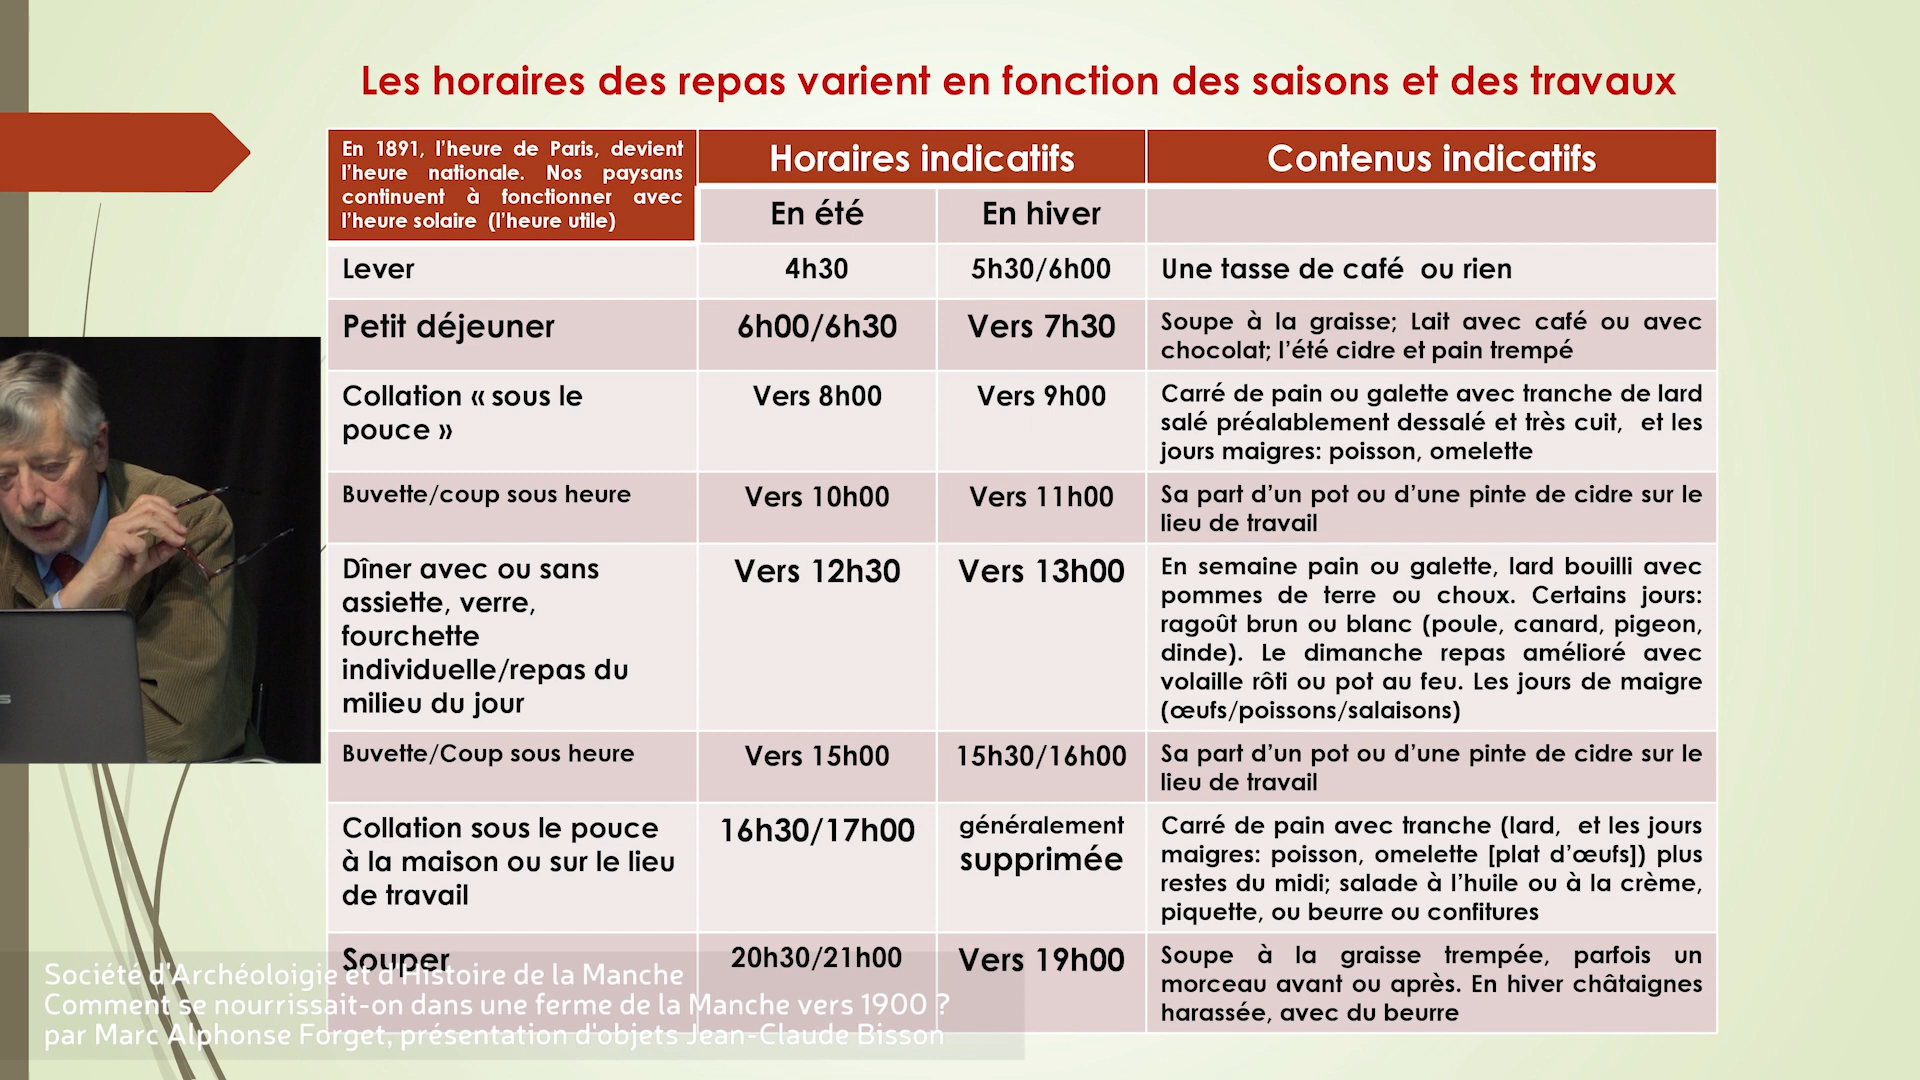 Les horaires des repas varient en fonction des saisons et des travaux
En 1891, l'heure de Paris, devient
l'heure nationale. Nos paysans
continuent à fonctionner avec
l'heure solaire (l'heure utile)
Horaires indicatifs
Contenus indicatifs
En été
En hiver
Lever
4h30
5h30/6h00
Une tasse de café ou rien
Petit déjeuner
6h00/6h30
Vers 7h30
Soupe à la graisse; Lait avec café ou avec
chocolat; l'été cidre et pain trempé
Collation « sous le
pouce »
Vers 8h00
Vers 9h00
Carré de pain ou galette avec tranche de lard
salé préalablement dessalé et très cuit, et les
jours maigres: poisson, omelette
Buvette/coup sous heure
Vers 10h00
Vers 11h00
Sa part d'un pot ou d'une pinte de cidre sur le
lieu de travail
Dîner avec ou sans
assiette, verre,
fourchette
individuelle/repas du
milieu du jour
Vers 12h30
Vers 13h00
En semaine pain ou galette, lard bouilli avec
pommes de terre ou choux. Certains jours:
ragoût brun ou blanc (poule, canard, pigeon,
dinde). Le dimanche repas amélioré avec
volaille rôti ou pot au feu. Les jours de maigre
(œufs/poissons/salaisons)
Buvette/Coup sous heure
Vers 15h00
15h30/16h00
Sa part d'un pot ou d'une pinte de cidre sur le
lieu de travail
Collation sous le pouce
à la maison ou sur le lieu
de travail
16h30/17h00
généralement
supprimée
Carré de pain avec tranche (lard, et les jours
maigres: poisson, omelette [plat d'œufs]) plus
restes du midi; salade à l'huile ou à la crème,
piquette, ou beurre ou confitures
Souper
20h30/21h00
Vers 19h00
Soupe à la graisse trempée, parfois un
morceau avant ou après. En hiver châtaignes
harassée, avec du beurre
Société d'Archéoloigie et d'Histoire de la Manche
Comment se nourrissait-on dans une ferme de la Manche vers 1900 ?
par Marc Alphonse Forget, présentation d'objets Jean-Claude Bisson